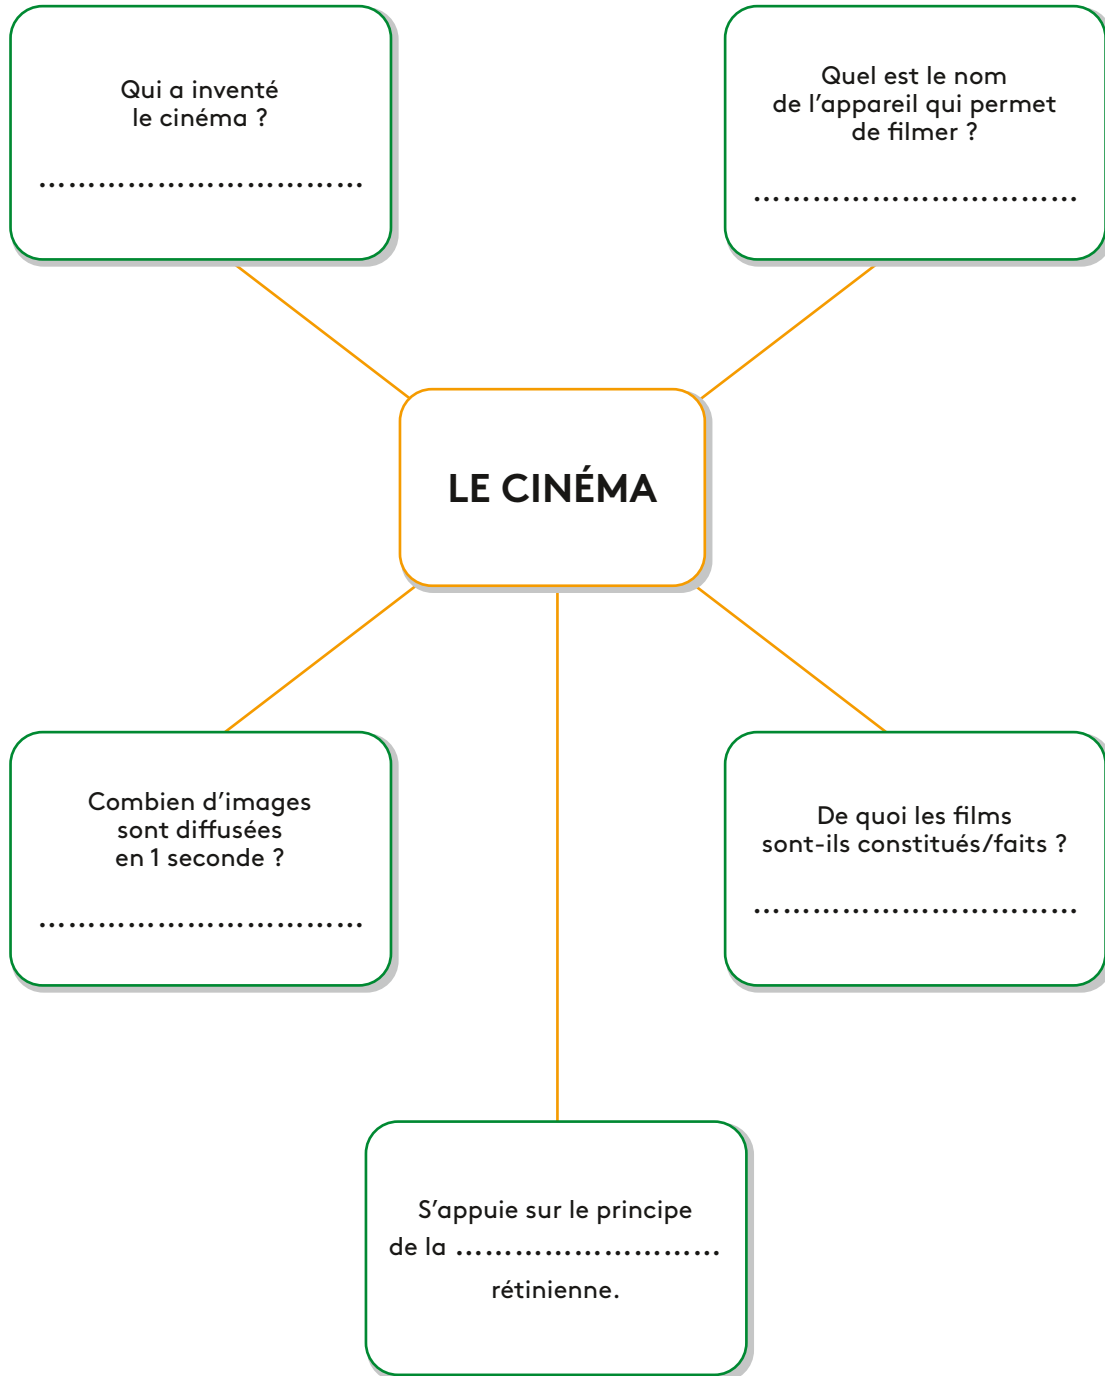 Qui a inventé
le cinéma ?
.................................
Quel est le nom
de l’appareil qui permet
de filmer ?
.................................
LE CINÉMA
Combien d’images
sont diffusées
en 1 seconde ?
.................................
De quoi les films
sont-ils constitués/faits ?
.................................
S’appuie sur le principe
de la ...........................
rétinienne.